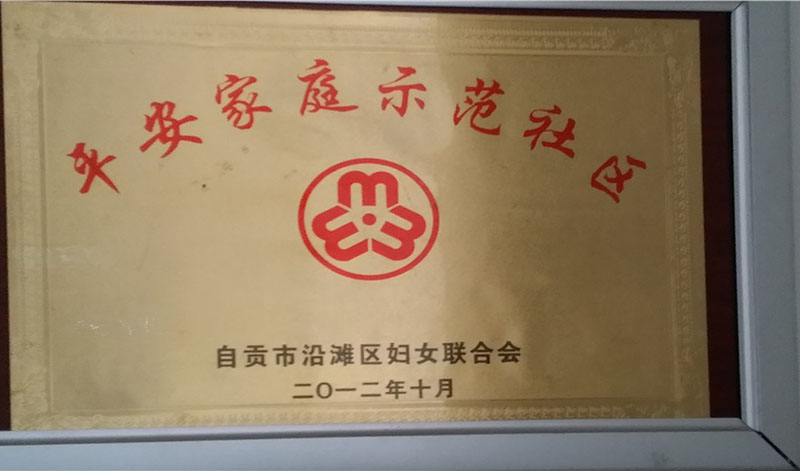 平安家庭示范社区
自贡市沿滩区妇女联合会
二〇一二年十月